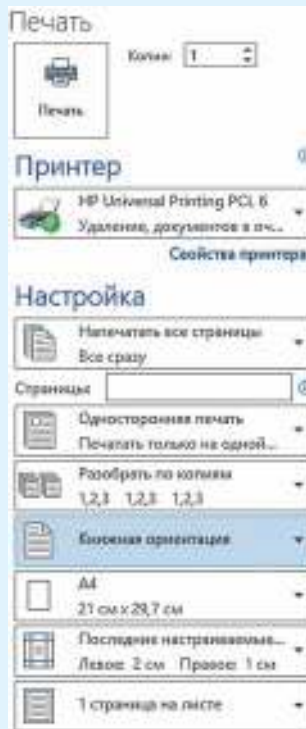 Печать
Копии: 1
Печать
Принтер
HP Universal Printing PCL 6
Удаление, документов в оч...
Свойства принтера
Настройка
Напечатать все страницы
Все сразу
Страницы:
Односторонняя печать
Печатать только на одной...
Разобрать по копиям
1,2,3 1,2,3 1,2,3
Книжная ориентация
A4
21 см x 29,7 см
Последние настраиваемые...
Левое: 2 см Правое: 1 см
1 страница на листе